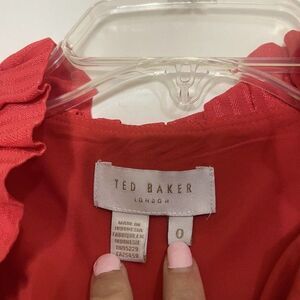 TED BAKER
LONDON
MADE IN
INDONESIA
FABRIQUE EN
INDONESIE
0